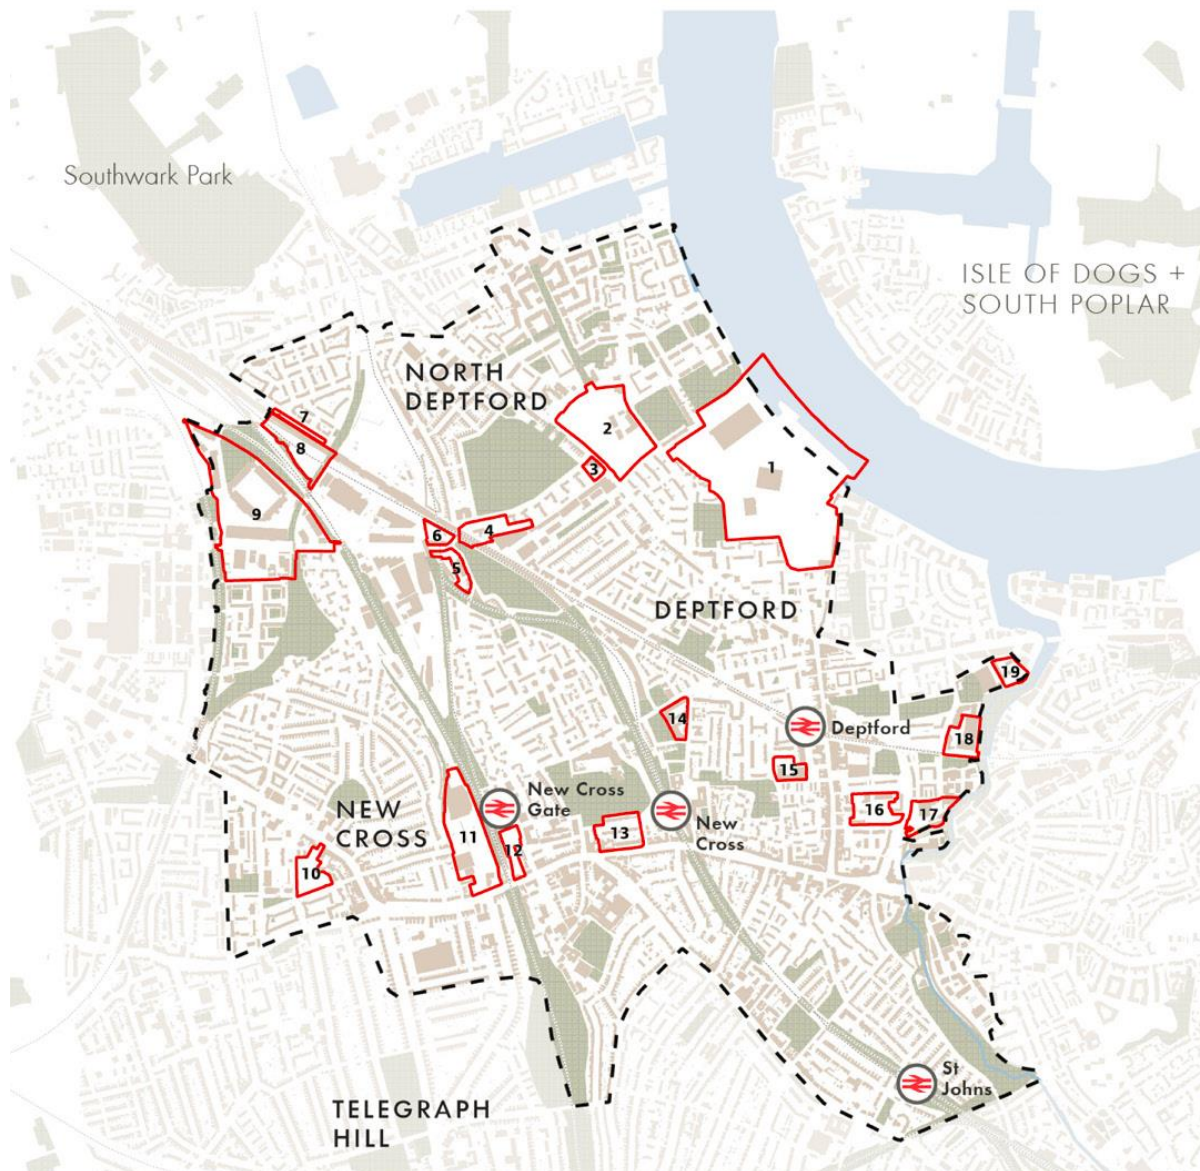 Southwark Park
ISLE OF DOGS +
SOUTH POPLAR
NORTH
DEPTFORD
7
8
2
3
1
9
6
4
5
DEPTFORD
19
14
Deptford
18
15
New Cross
Gate
NEW
CROSS
11
12
13
New
Cross
16
17
10
St
Johns
TELEGRAPH
HILL